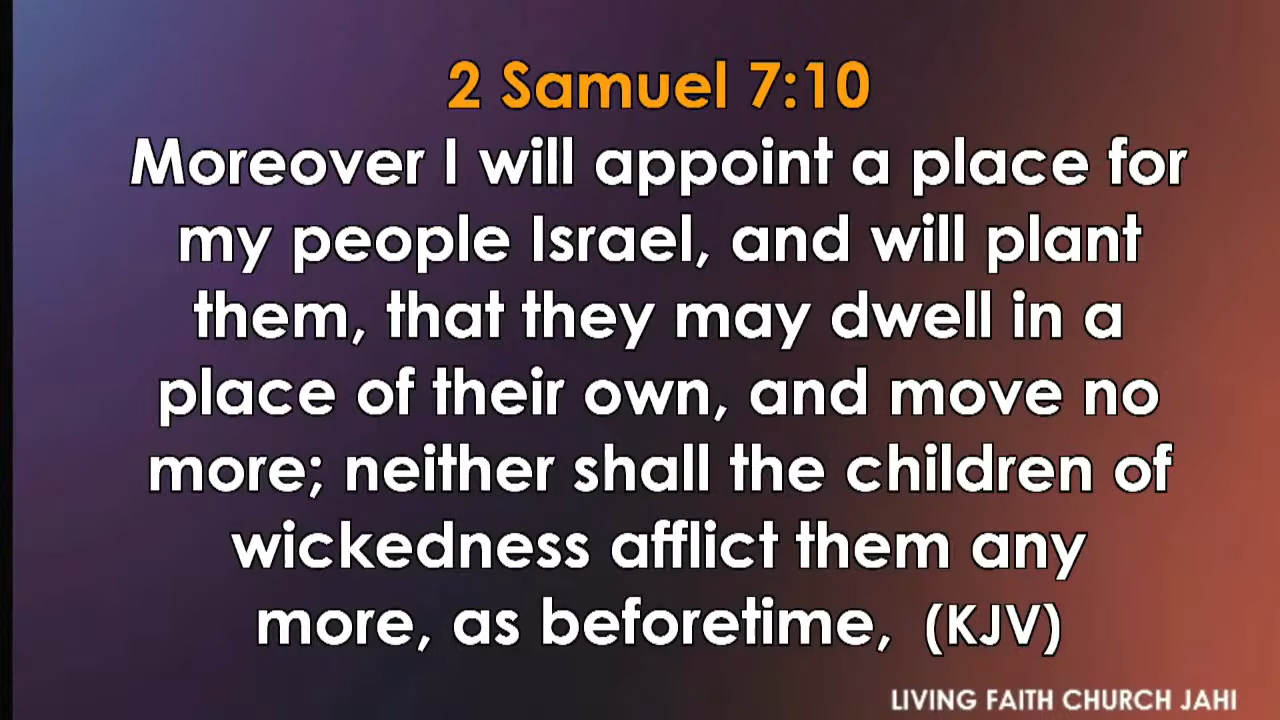 2 Samuel 7:10
Moreover I will appoint a place for
my people Israel, and will plant
them, that they may dwell in a
place of their own, and move no
more; neither shall the children of
wickedness afflict them any
more, as beforetime, (KJV)
LIVING FAITH CHURCH JAHI